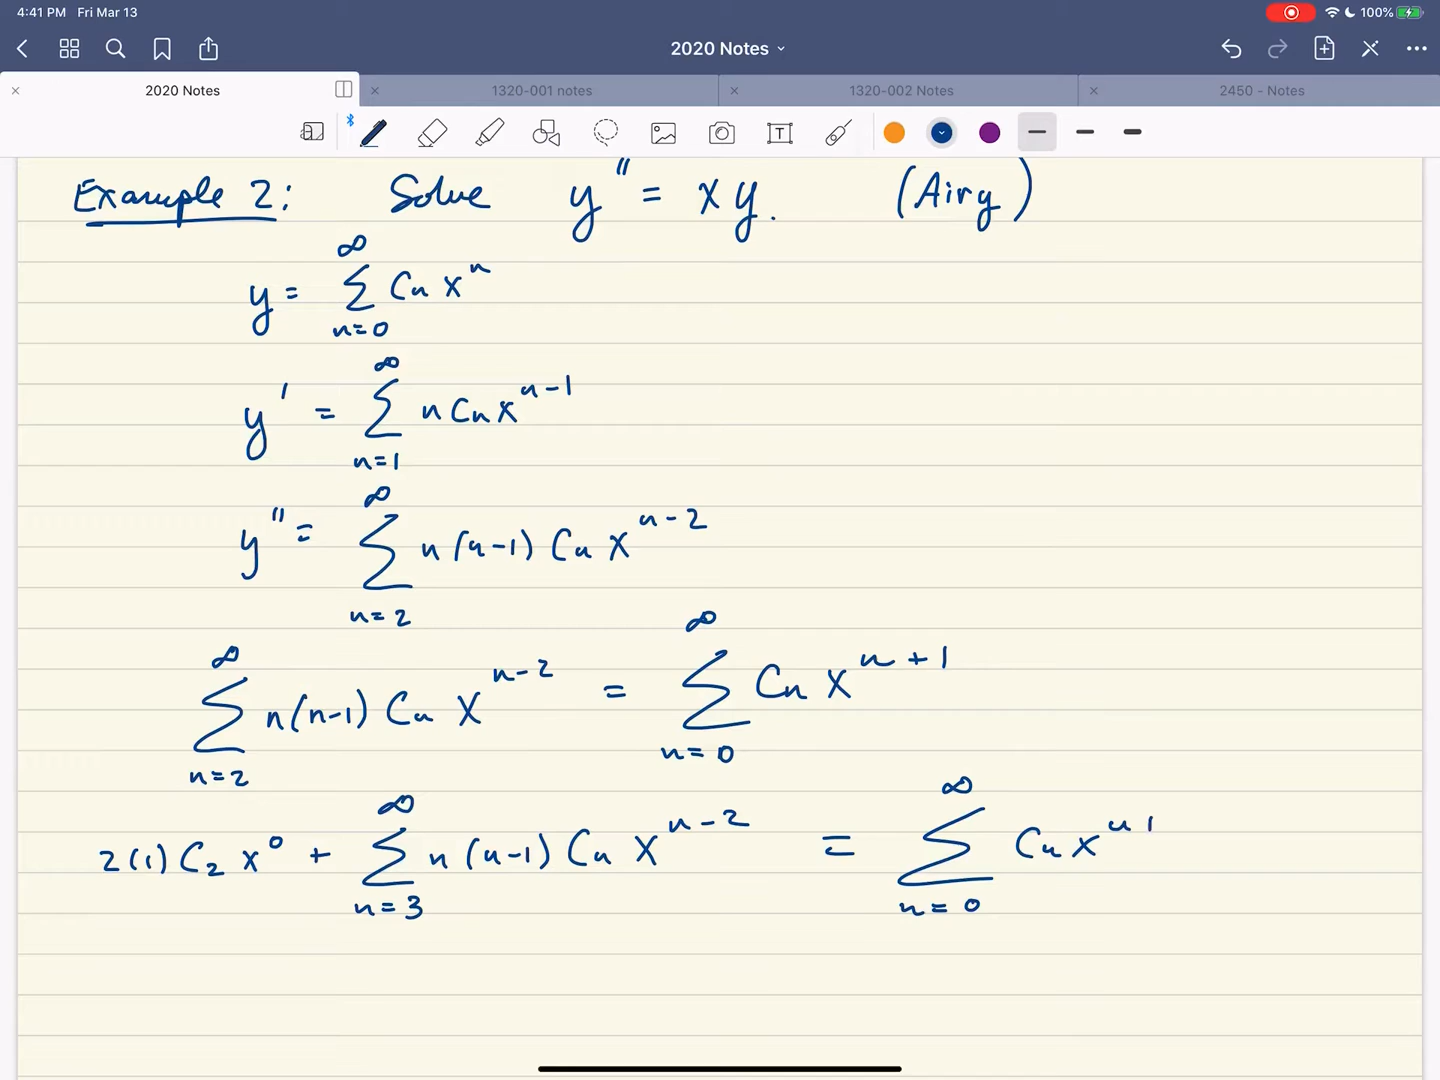 4:41 PM Fri Mar 13 100%
2020 Notes
2020 Notes 1320-001 notes 1320-002 Notes 2450 - Notes
Example 2: Solve y'' = xy. (Airy)
y = ∞ Σ n=0 Cn x^n
y' = ∞ Σ n=1 n Cn x^n-1
y'' = ∞ Σ n=2 n(n-1) Cn x^n-2
∞ Σ n=2 n(n-1) Cn x^n-2 = ∞ Σ n=0 Cn x^n+1
2(1) C2 x^0 + ∞ Σ n=3 n(n-1) Cn x^n-2 = ∞ Σ n=0 Cn x^n 1